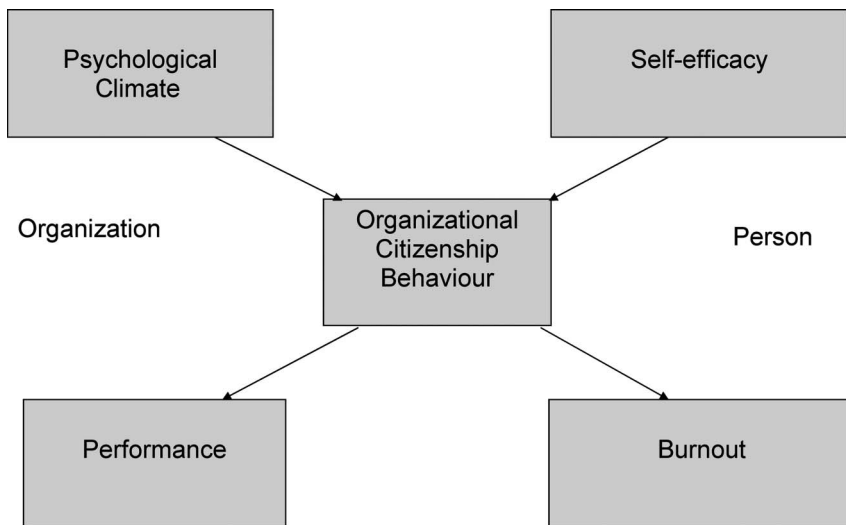 Psychological
Climate
Self-efficacy
Organization
Organizational
Citizenship
Behaviour
Person
Performance
Burnout